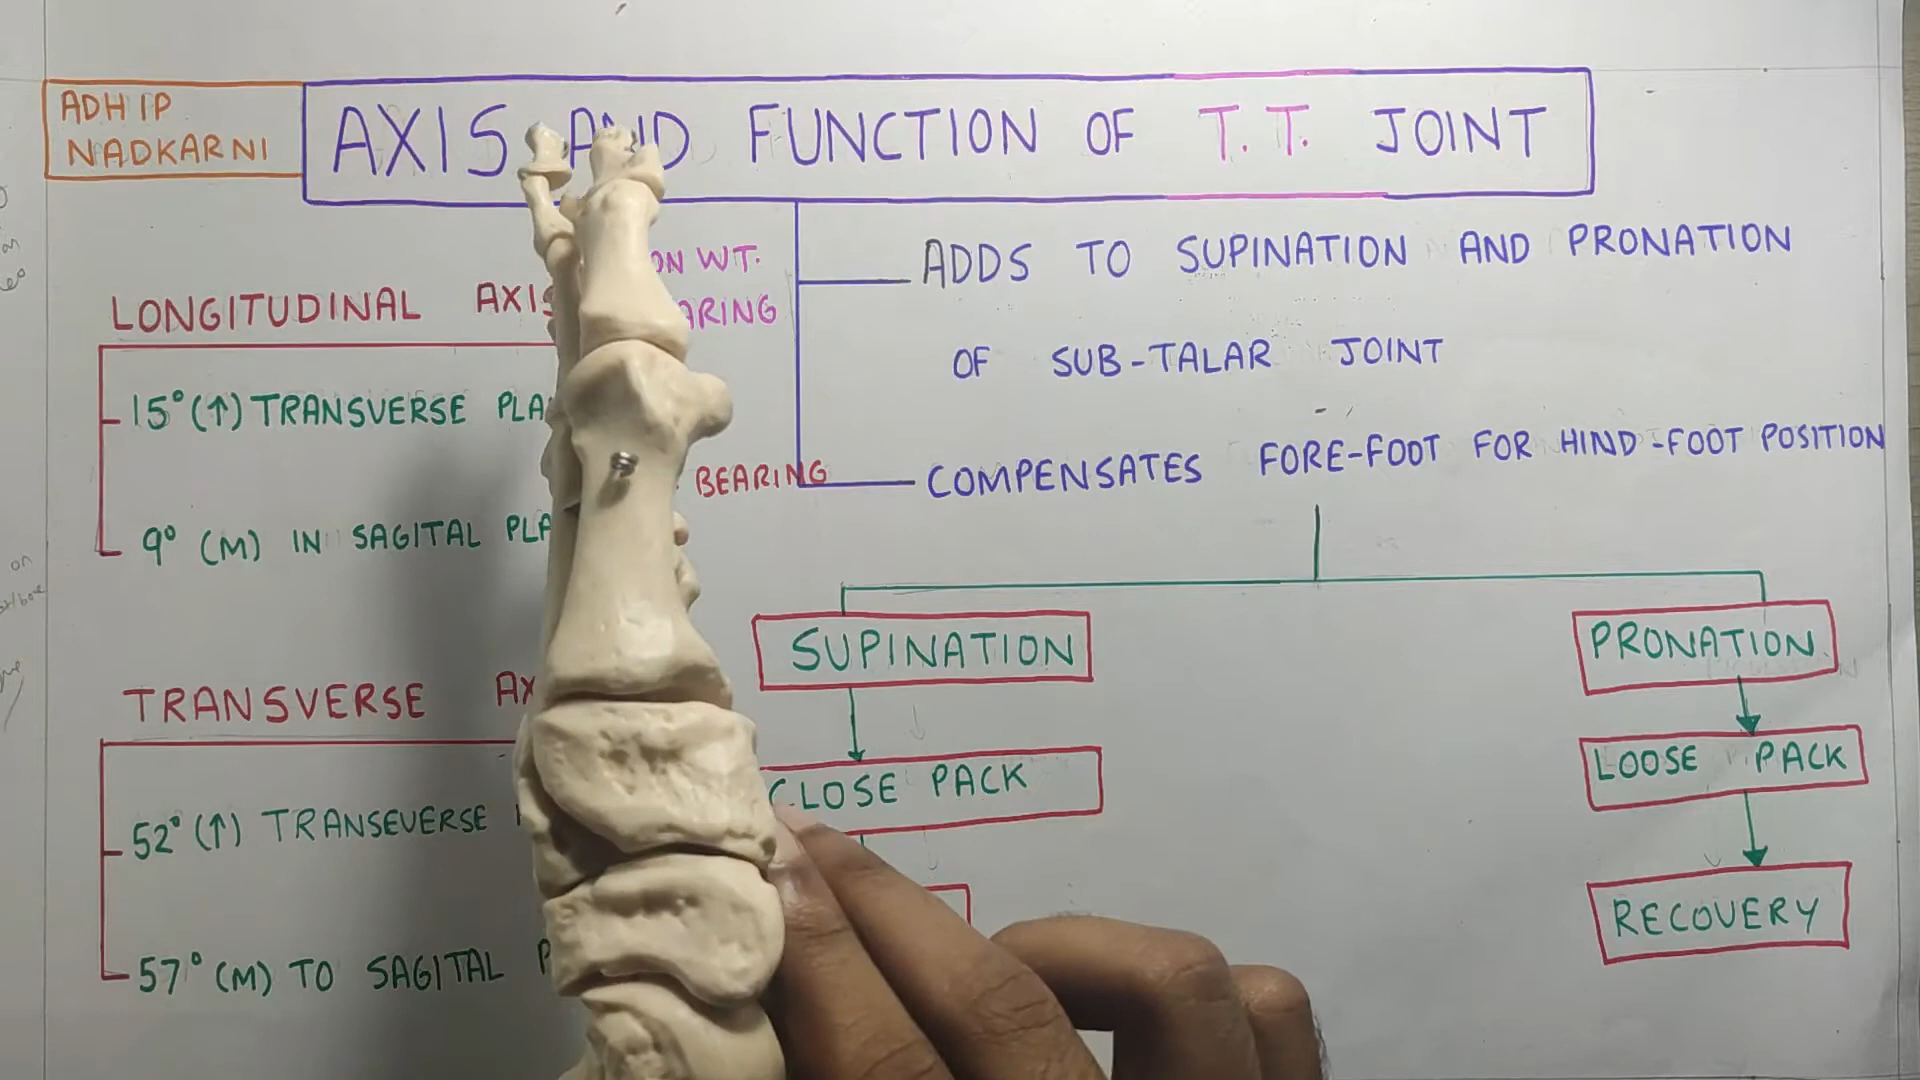 ADHIP
NADKARNI
AXIS AND FUNCTION OF T.T. JOINT
WT.
LONGITUDINAL
15° (↑) TRANSVERSE
BEARING
9° (M) IN SAGITAL
TRANSVERSE
52° (↑) TRANSEVERSE
57° (M) TO SAGITAL
ADDS TO SUPINATION AND PRONATION
OF SUB-TALAR JOINT
COMPENSATES FORE-FOOT FOR HIND-FOOT POSITION
SUPINATION
CLOSE PACK
PRONATION
LOOSE PACK
RECOVERY